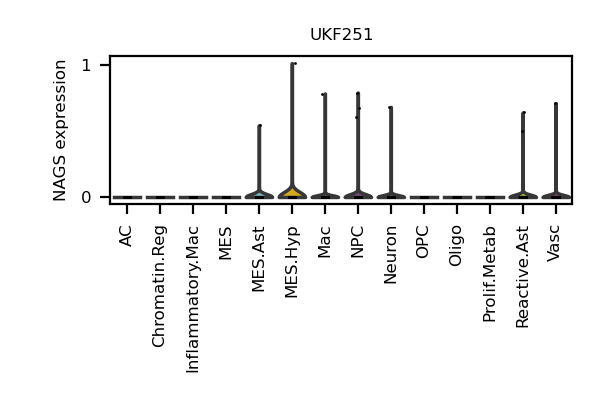 UKF251
NAGS expression
1
0
AC
Chromatin.Reg
Inflammatory.Mac
MES
MES.Ast
MES.Hyp
Mac
NPC
Neuron
OPC
Oligo
Prolif.Metab
Reactive.Ast
Vasc